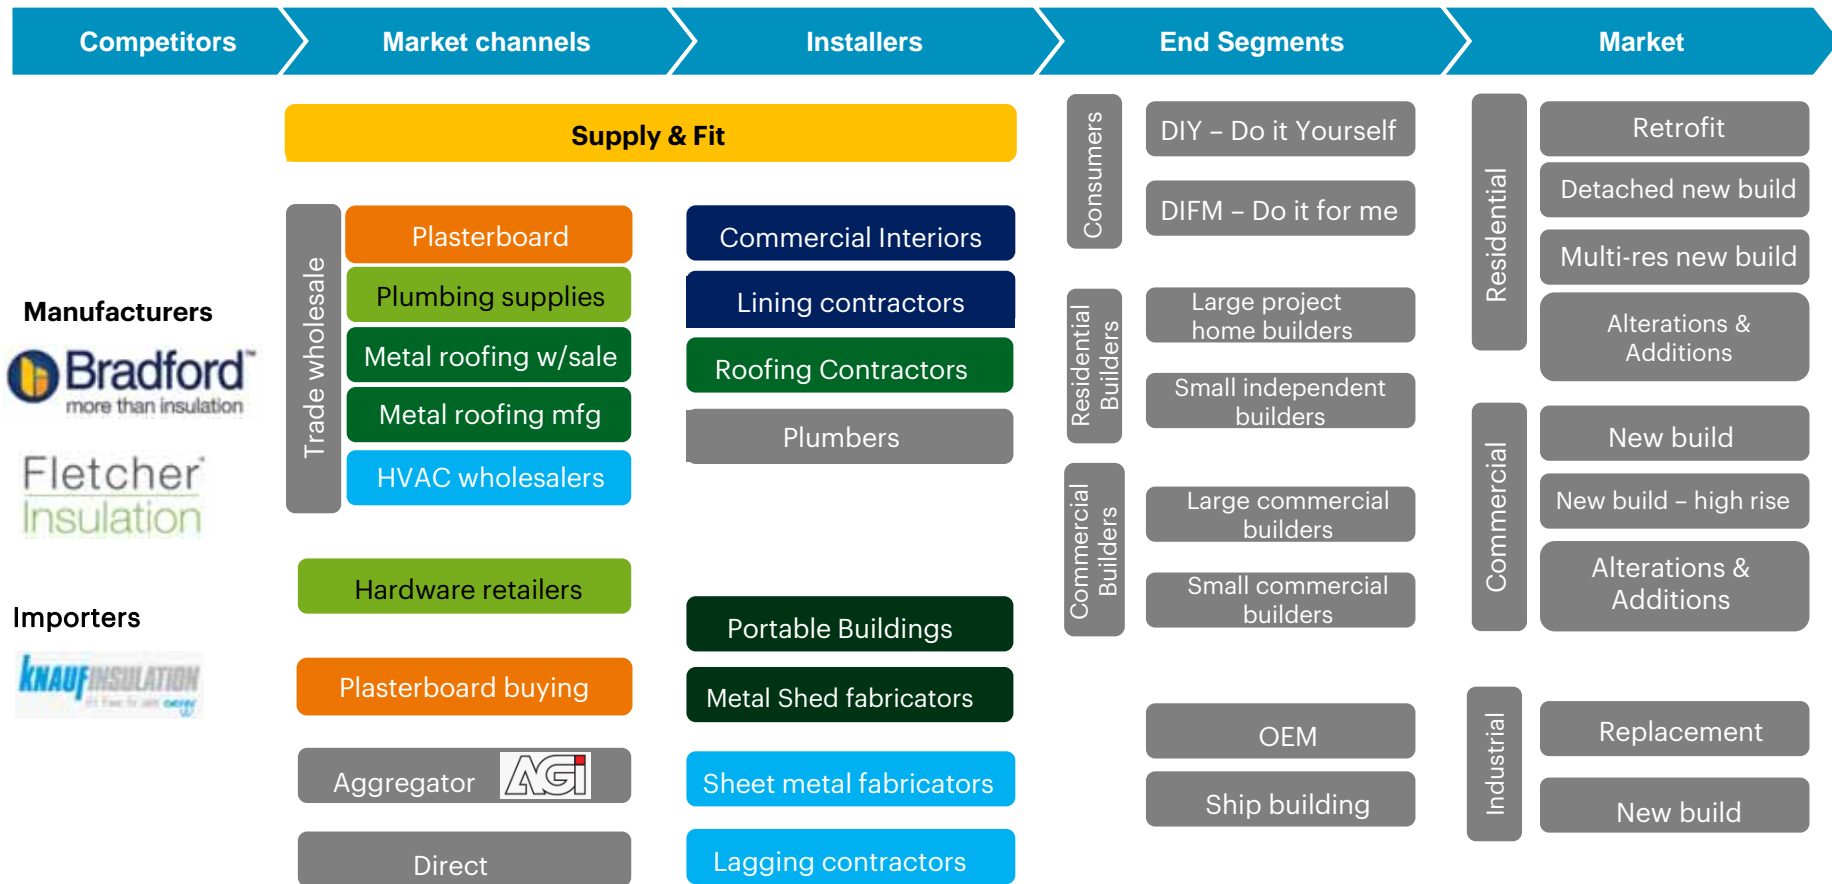 Competitors
Market channels
Installers
End Segments
Market
Manufacturers
Bradford™
more than insulation
Fletcher
Insulation
Importers
KNAUFINSULATION
Supply & Fit
Trade wholesale
Plasterboard
Plumbing supplies
Metal roofing w/sale
Metal roofing mfg
HVAC wholesalers
Hardware retailers
Plasterboard buying
Aggregator
AGi
Direct
Commercial Interiors
Lining contractors
Roofing Contractors
Plumbers
Portable Buildings
Metal Shed fabricators
Sheet metal fabricators
Lagging contractors
Consumers
DIY – Do it Yourself
DIFM – Do it for me
Residential
Builders
Large project
home builders
Small independent
builders
Commercial
Builders
Large commercial
builders
Small commercial
builders
OEM
Ship building
Residential
Retrofit
Detached new build
Multi-res new build
Alterations &
Additions
Commercial
New build
New build – high rise
Alterations &
Additions
Industrial
Replacement
New build